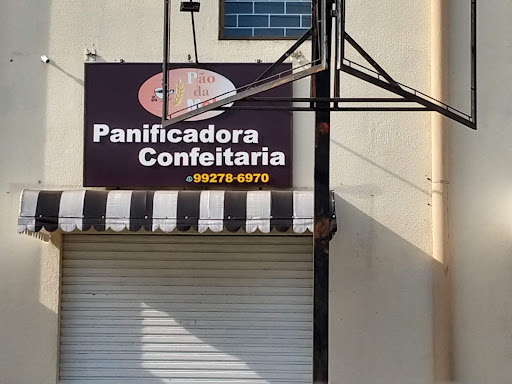 Pão
da
Panificadora
Confeitaria
99278-6970